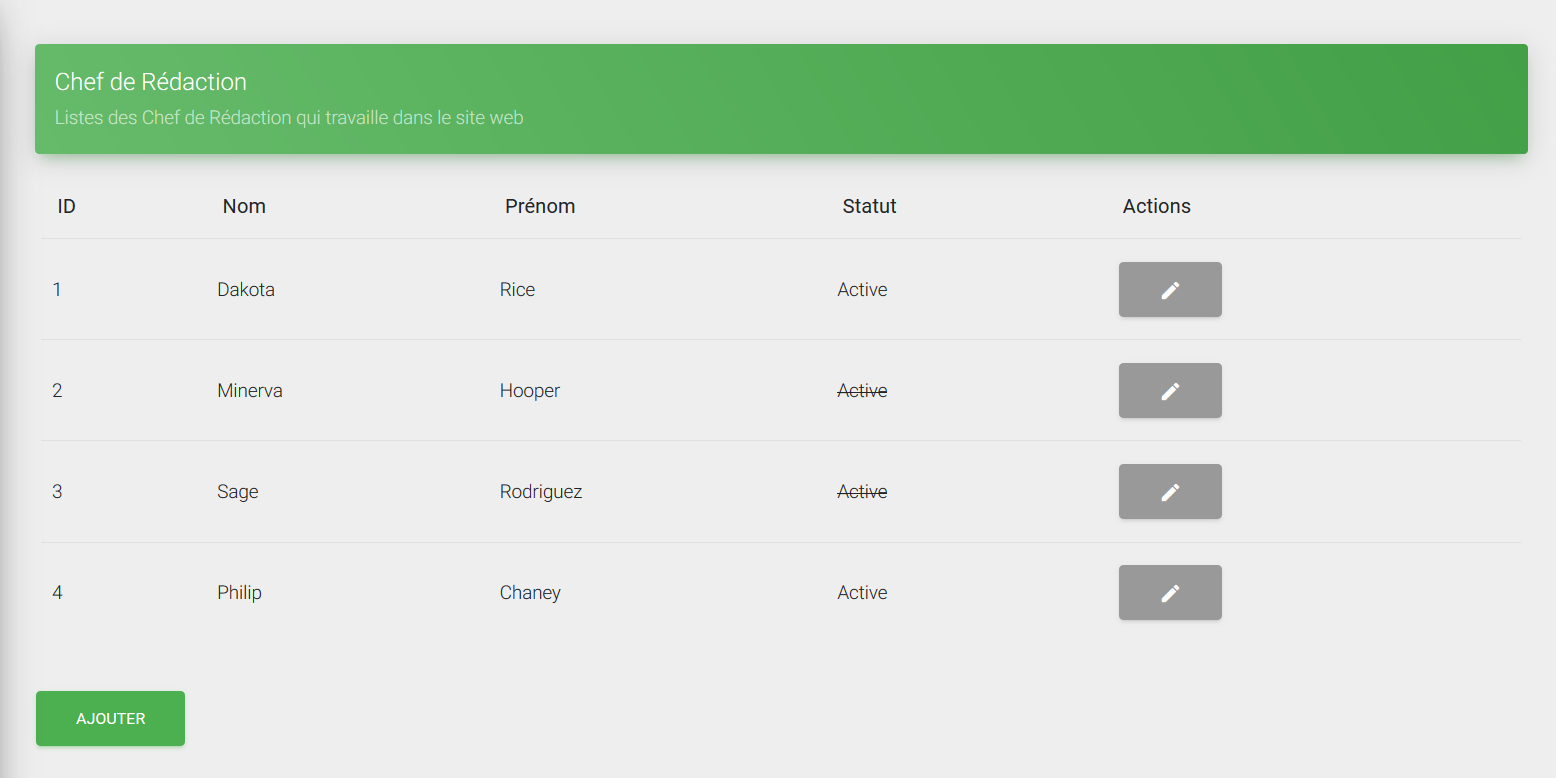 Chef de Rédaction
Listes des Chef de Rédaction qui travaille dans le site web
ID Nom Prénom Statut Actions
1 Dakota Rice Active
2 Minerva Hooper Active
3 Sage Rodriguez Active
4 Philip Chaney Active
AJOUTER